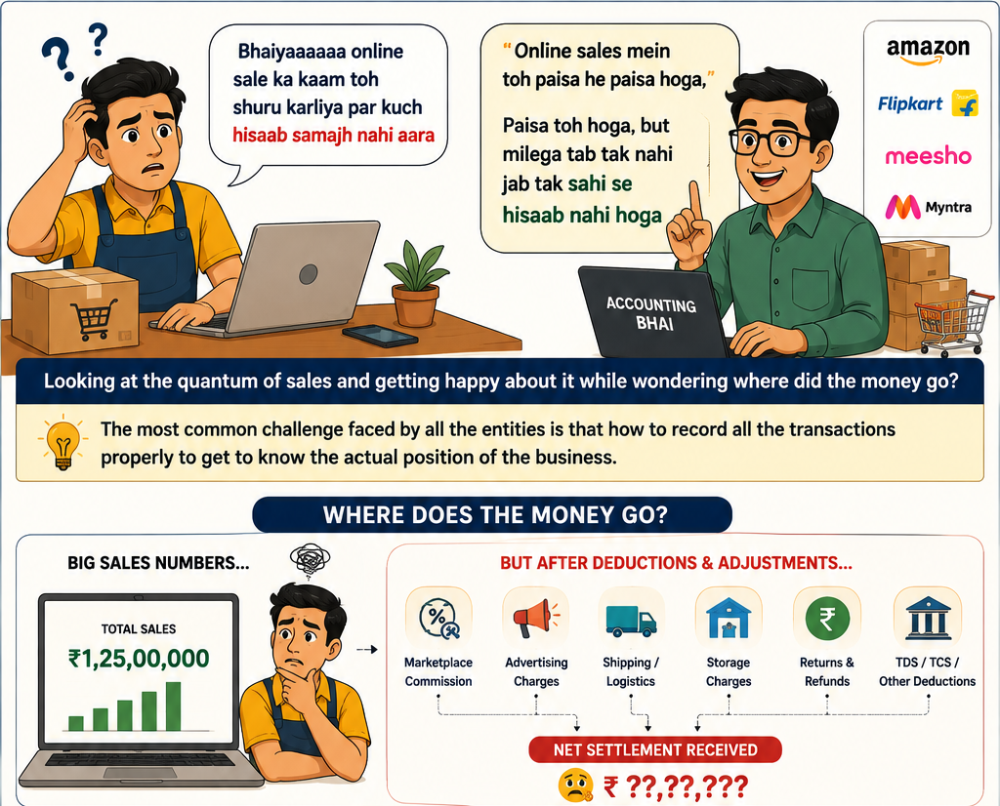 ? ?
Bhaiyaaaaaa online
sale ka kaam toh
shuru karliya par kuch
hisaab samajh nahi aara
“Online sales mein
toh paisa he paisa hoga,”
Paisa toh hoga, but
milega tab tak nahi
jab tak sahi se
hisaab nahi hoga
amazon
Flipkart
meesho
Myntra
ACCOUNTING
BHAI
Looking at the quantum of sales and getting happy about it while wondering where did the money go?
The most common challenge faced by all the entities is that how to record all the transactions
properly to get to know the actual position of the business.
WHERE DOES THE MONEY GO?
BIG SALES NUMBERS...
TOTAL SALES
₹1,25,00,000
BUT AFTER DEDUCTIONS & ADJUSTMENTS...
%
₹
Marketplace
Commission
Advertising
Charges
Shipping /
Logistics
Storage
Charges
Returns &
Refunds
TDS / TCS /
Other Deductions
NET SETTLEMENT RECEIVED
₹ ??,??,???